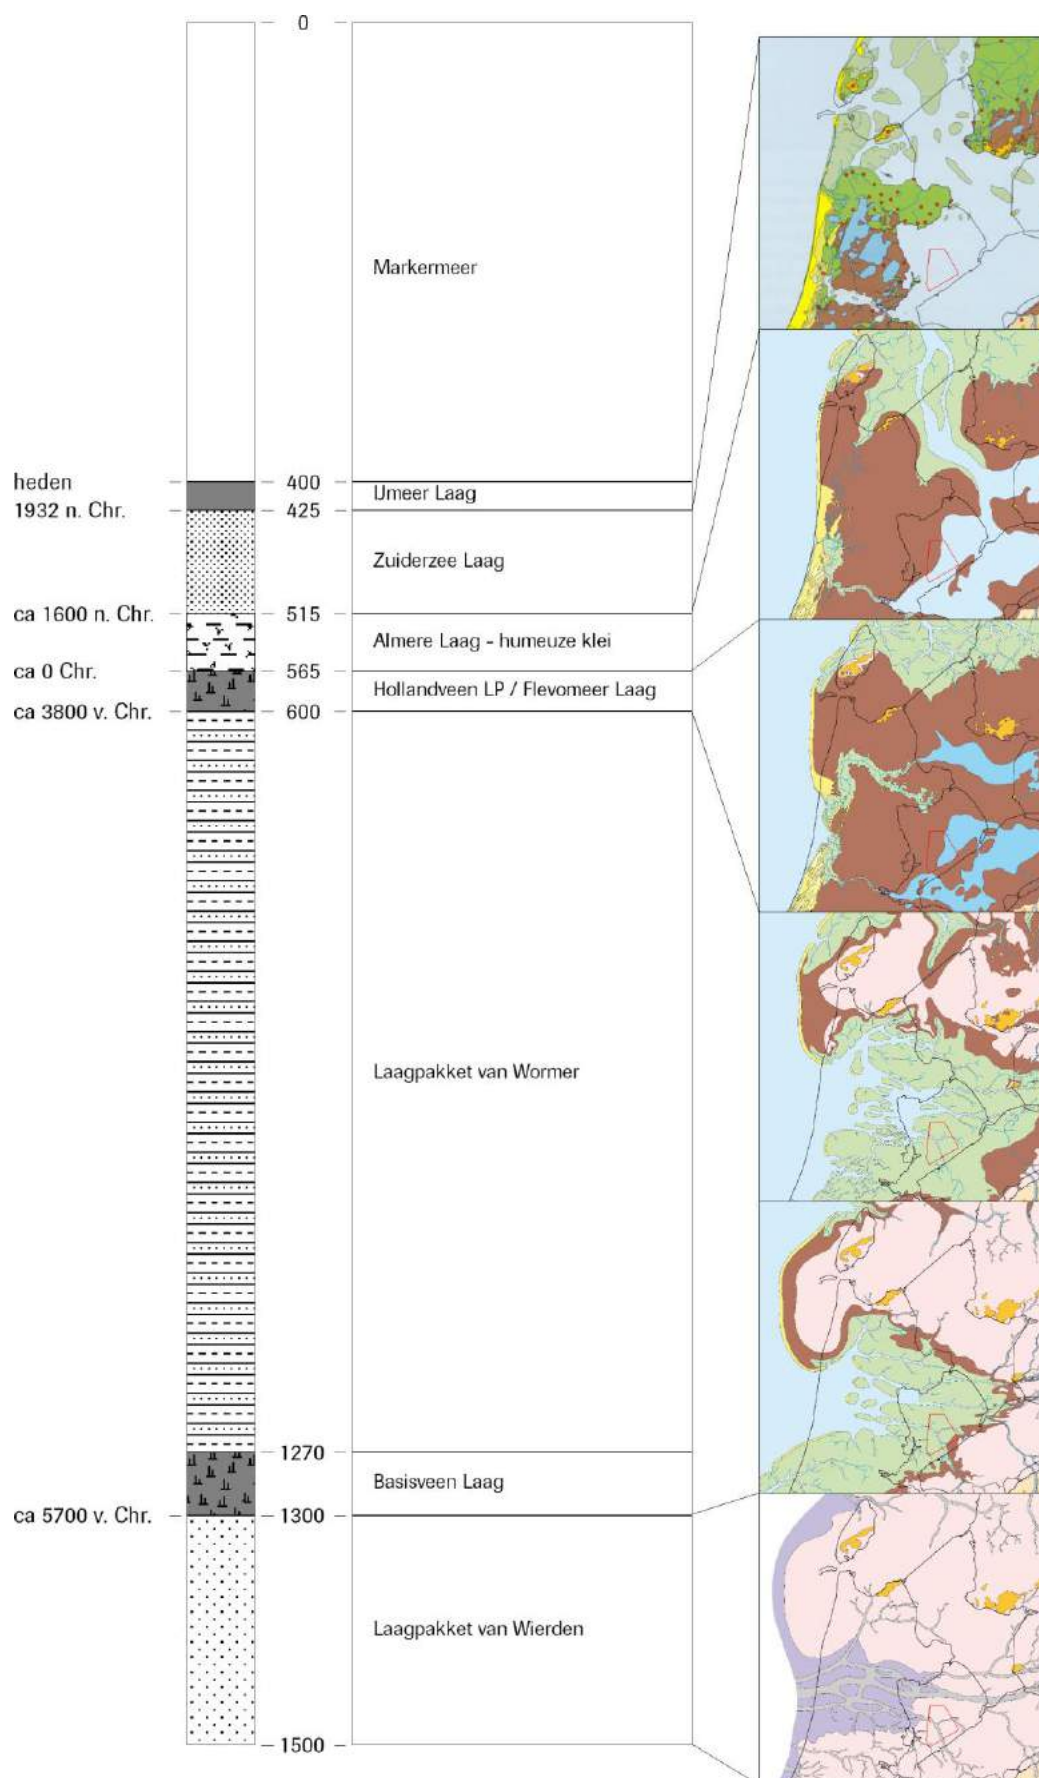 0
Markermeer
heden
400
IJmeer Laag
1932 n. Chr.
425
Zuiderzee Laag
ca 1600 n. Chr.
515
Almere Laag - humeuze klei
ca 0 Chr.
565
Hollandveen LP / Flevomeer Laag
ca 3800 v. Chr.
600
Laagpakket van Wormer
1270
Basisveen Laag
ca 5700 v. Chr.
1300
Laagpakket van Wierden
1500